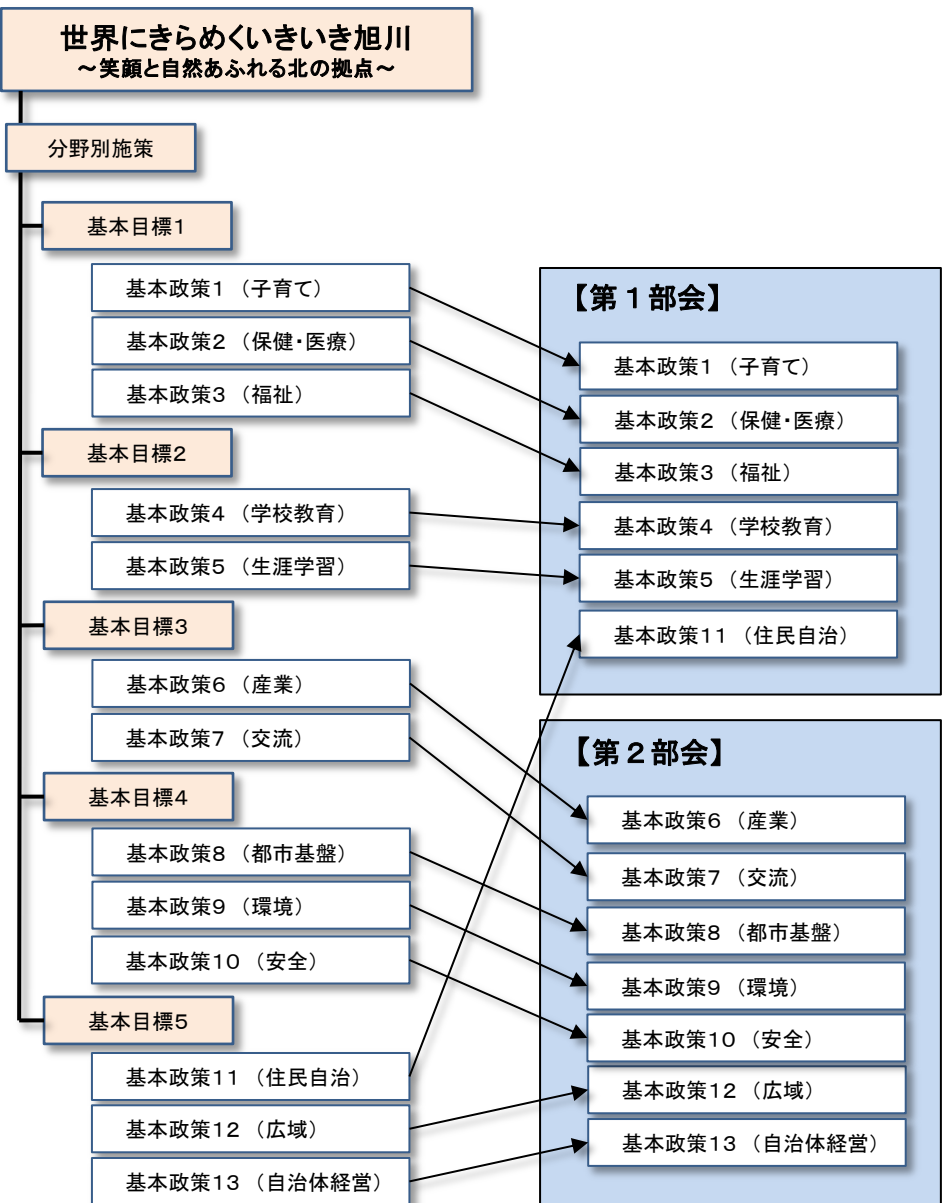 世界にきらめくいきいき旭川
～笑顔と自然あふれる北の拠点～
分野別施策
基本目標1
基本政策1 （子育て）
基本政策2 （保健・医療）
基本政策3 （福祉）
基本目標2
基本政策4 （学校教育）
基本政策5 （生涯学習）
基本目標3
基本政策6 （産業）
基本政策7 （交流）
基本目標4
基本政策8 （都市基盤）
基本政策9 （環境）
基本政策10 （安全）
基本目標5
基本政策11 （住民自治）
基本政策12 （広域）
基本政策13 （自治体経営）
【第１部会】
基本政策1 （子育て）
基本政策2 （保健・医療）
基本政策3 （福祉）
基本政策4 （学校教育）
基本政策5 （生涯学習）
基本政策11 （住民自治）
【第２部会】
基本政策6 （産業）
基本政策7 （交流）
基本政策8 （都市基盤）
基本政策9 （環境）
基本政策10 （安全）
基本政策12 （広域）
基本政策13 （自治体経営）